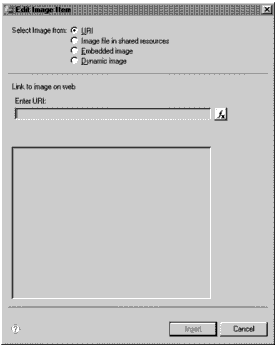 Edit Image Item
Select Image from: URI
Image file in shared resources
Embedded image
Dynamic image
Link to image on web
Enter URI:
fx
Insert Cancel